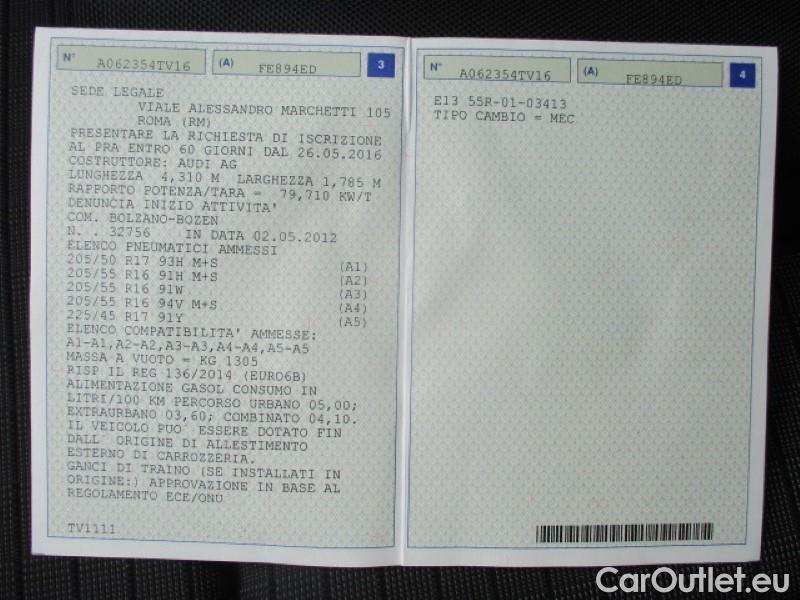 N° A062354TV16 (A) FE894ED 3
SEDE LEGALE
VIALE ALESSANDRO MARCHETTI 105
ROMA (RM)
PRESENTARE LA RICHIESTA DI ISCRIZIONE
AL PRA ENTRO 60 GIORNI DAL 26.05.2016
COSTRUTTORE: AUDI AG
LUNGHEZZA 4,310 M LARGHEZZA 1,785 M
RAPPORTO POTENZA/TARA = 79,710 KW/T
DENUNCIA INIZIO ATTIVITA'
COM. BOLZANO-BOZEN
N. . 32756 IN DATA 02.05.2012
ELENCO PNEUMATICI AMMESSI
205/50 R17 93H M+S (A1)
205/55 R16 91H M+S (A2)
205/55 R16 91W (A3)
205/55 R16 94V M+S (A4)
225/45 R17 91Y (A5)
ELENCO COMPATIBILITA' AMMESSE:
A1-A1,A2-A2,A3-A3,A4-A4,A5-A5
MASSA A VUOTO = KG 1305
RISP IL REG 136/2014 (EURO6B)
ALIMENTAZIONE GASOL CONSUMO IN
LITRI/100 KM PERCORSO URBANO 05,00;
EXTRAURBANO 03,60; COMBINATO 04,10.
IL VEICOLO PUO' ESSERE DOTATO FIN
DALL' ORIGINE DI ALLESTIMENTO
ESTERNO DI CARROZZERIA.
GANCI DI TRAINO (SE INSTALLATI IN
ORIGINE:) APPROVAZIONE IN BASE AL
REGOLAMENTO ECE/ONU
TV1111
N° A062354TV16 (A) FE894ED 4
E13 55R-01-03413
TIPO CAMBIO = MEC
CarOutlet.eu